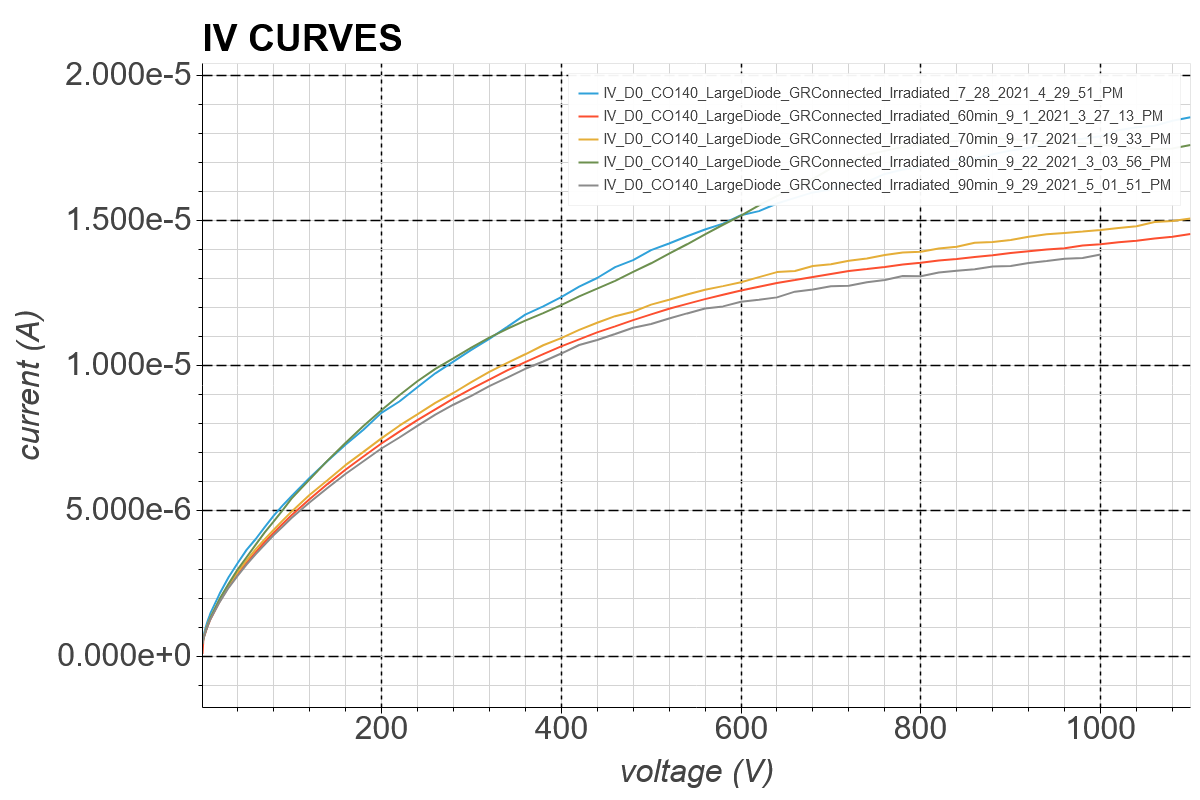 IV CURVES
2.000e-5
1.500e-5
1.000e-5
5.000e-6
0.000e+0
current (A)
IV_D0_CO140_LargeDiode_GRConnected_Irradiated_7_28_2021_4_29_51_PM
IV_D0_CO140_LargeDiode_GRConnected_Irradiated_60min_9_1_2021_3_27_13_PM
IV_D0_CO140_LargeDiode_GRConnected_Irradiated_70min_9_17_2021_1_19_33_PM
IV_D0_CO140_LargeDiode_GRConnected_Irradiated_80min_9_22_2021_3_03_56_PM
IV_D0_CO140_LargeDiode_GRConnected_Irradiated_90min_9_29_2021_5_01_51_PM
200 400 600 800 1000
voltage (V)